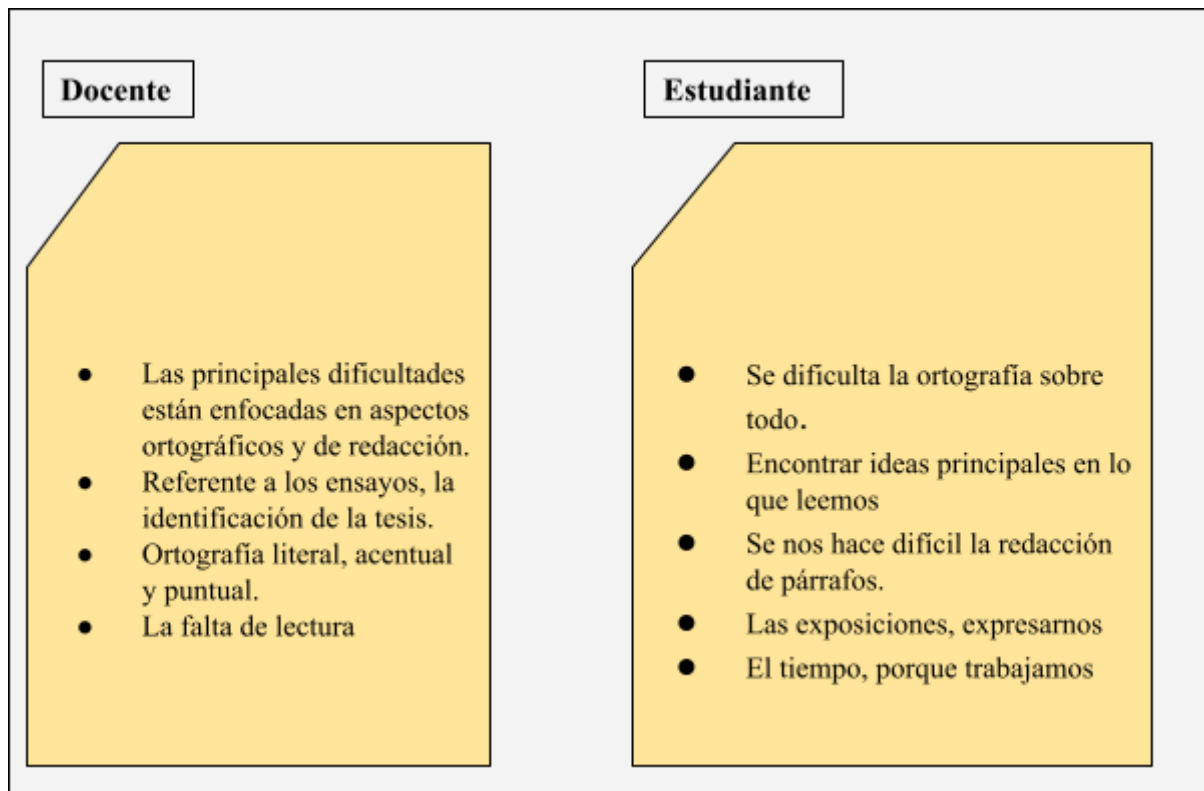 Docente
Las principales dificultades
están enfocadas en aspectos
ortográficos y de redacción.
Referente a los ensayos, la
identificación de la tesis.
Ortografía literal, acentual
y puntual.
La falta de lectura
Estudiante
Se dificulta la ortografía sobre
todo.
Encontrar ideas principales en lo
que leemos
Se nos hace difícil la redacción
de párrafos.
Las exposiciones, expresarnos
El tiempo, porque trabajamos